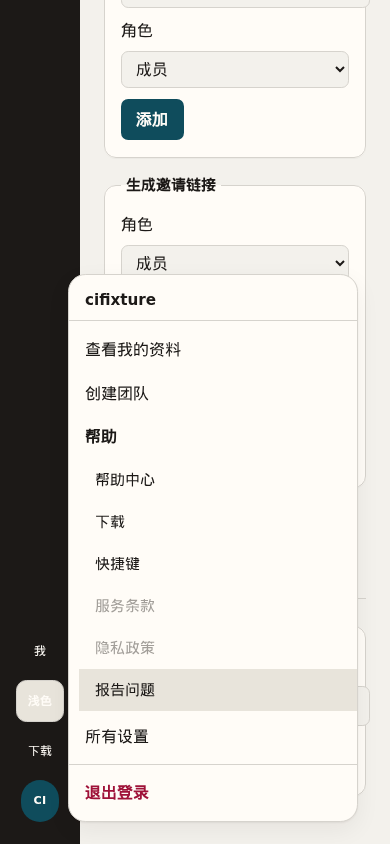 角色
成员
添加
生成邀请链接
角色
成员
cifixture
查看我的资料
创建团队
帮助
帮助中心
下载
快捷键
服务条款
隐私政策
报告问题
所有设置
退出登录
我
浅色
下载
CI